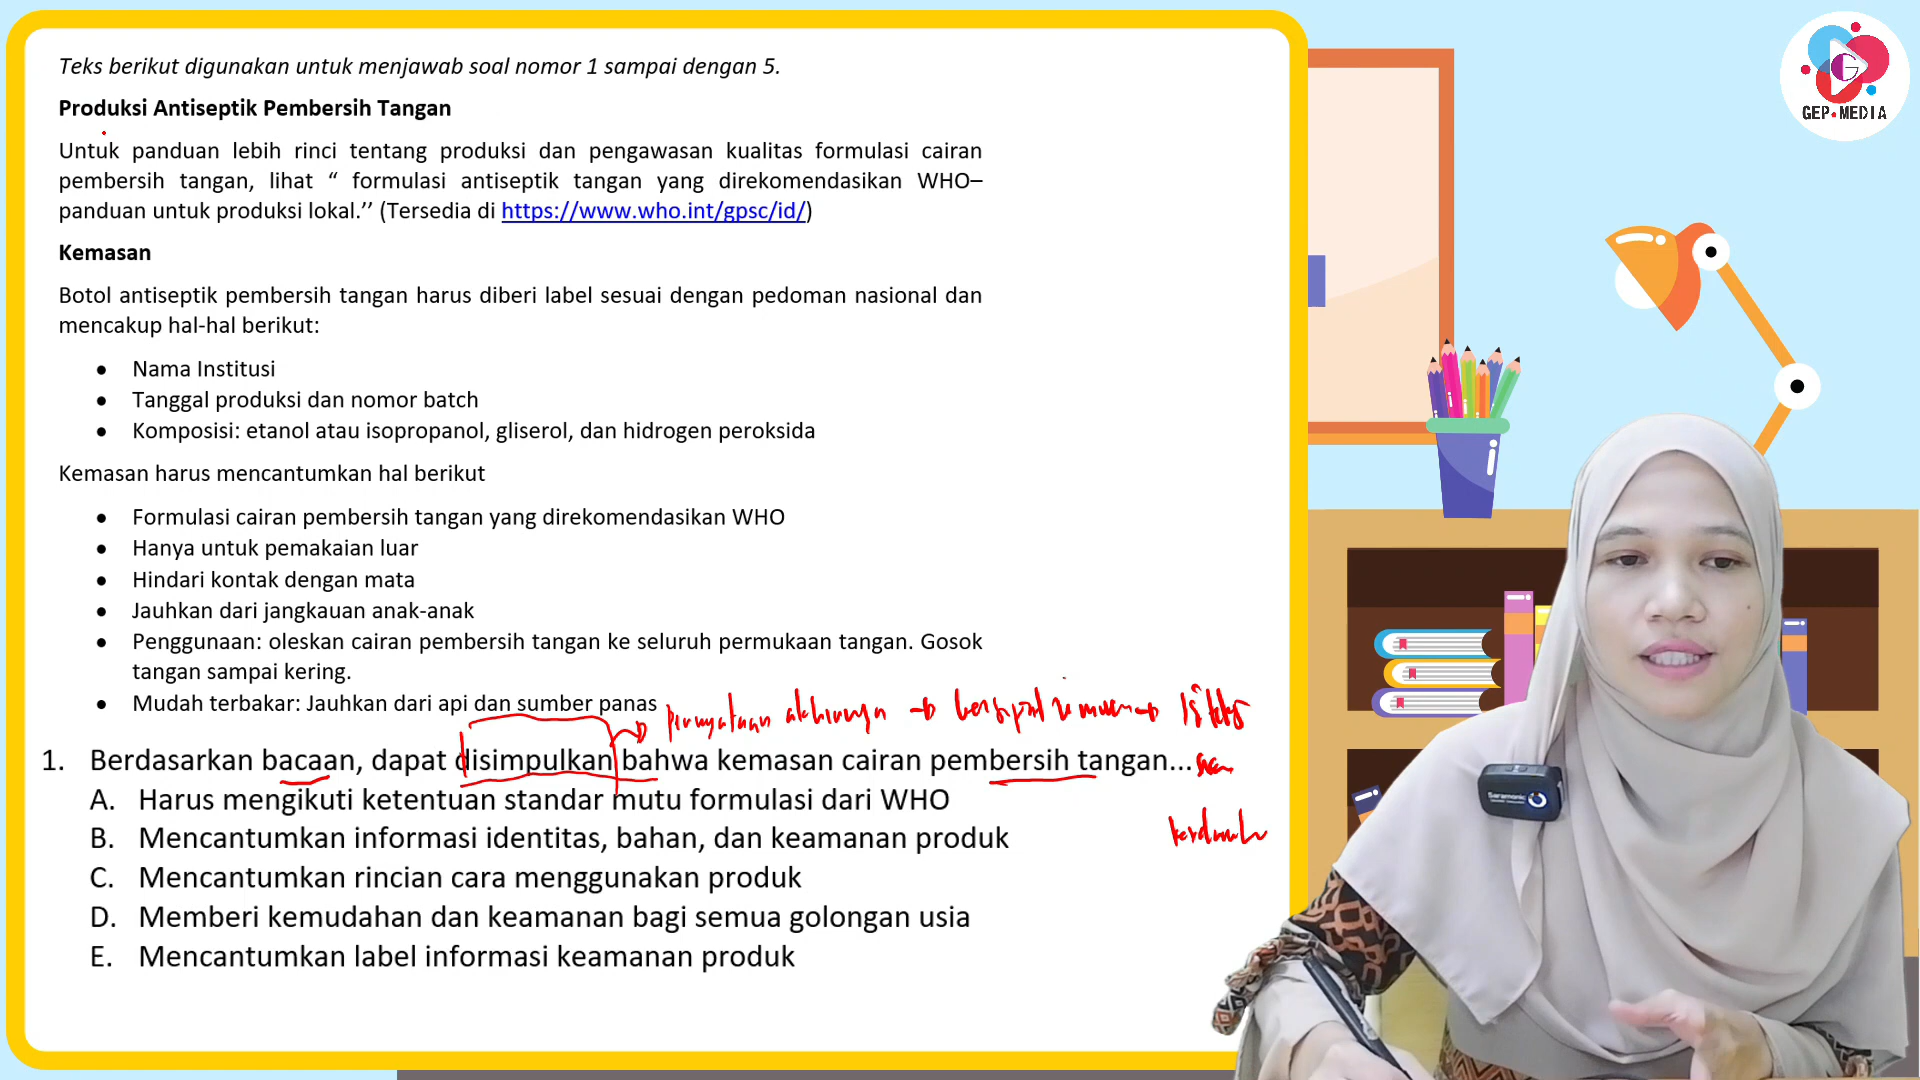 Teks berikut digunakan untuk menjawab soal nomor 1 sampai dengan 5.
Produksi Antiseptik Pembersih Tangan
Untuk panduan lebih rinci tentang produksi dan pengawasan kualitas formulasi cairan
pembersih tangan, lihat “ formulasi antiseptik tangan yang direkomendasikan WHO–
panduan untuk produksi lokal.’’ (Tersedia di https://www.who.int/gpsc/id/)
Kemasan
Botol antiseptik pembersih tangan harus diberi label sesuai dengan pedoman nasional dan
mencakup hal-hal berikut:
• Nama Institusi
• Tanggal produksi dan nomor batch
• Komposisi: etanol atau isopropanol, gliserol, dan hidrogen peroksida
Kemasan harus mencantumkan hal berikut
• Formulasi cairan pembersih tangan yang direkomendasikan WHO
• Hanya untuk pemakaian luar
• Hindari kontak dengan mata
• Jauhkan dari jangkauan anak-anak
• Penggunaan: oleskan cairan pembersih tangan ke seluruh permukaan tangan. Gosok
tangan sampai kering.
• Mudah terbakar: Jauhkan dari api dan sumber panas
1. Berdasarkan bacaan, dapat disimpulkan bahwa kemasan cairan pembersih tangan...
A. Harus mengikuti ketentuan standar mutu formulasi dari WHO
B. Mencantumkan informasi identitas, bahan, dan keamanan produk
C. Mencantumkan rincian cara menggunakan produk
D. Memberi kemudahan dan keamanan bagi semua golongan usia
E. Mencantumkan label informasi keamanan produk
GEP MEDIA
Saramonic